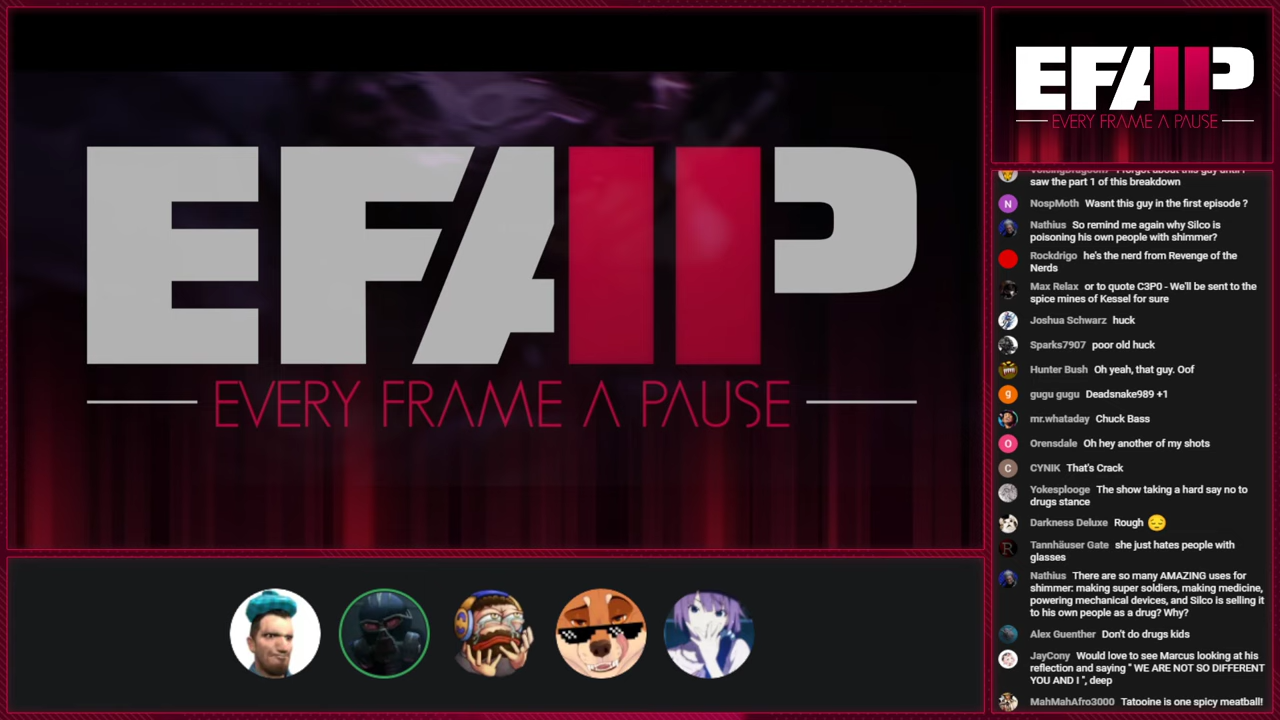 EFAP
EVERY FRAME A PAUSE
EFAP
EVERY FRAME A PAUSE
saw the part 1 of this breakdown
N
NospMoth Wasnt this guy in the first episode ?
Nathius So remind me again why Silco is
poisoning his own people with shimmer?
Rockdrigo he's the nerd from Revenge of the
Nerds
Max Relax or to quote C3P0 - We'll be sent to the
spice mines of Kessel for sure
Joshua Schwarz huck
Sparks7907 poor old huck
Hunter Bush Oh yeah, that guy. Oof
g
gugu gugu Deadsnake989 +1
mr.whataday Chuck Bass
O
Orensdale Oh hey another of my shots
C
CYNIK That's Crack
Yokesplooge The show taking a hard say no to
drugs stance
Darkness Deluxe Rough 😔
R
Tannhäuser Gate she just hates people with
glasses
Nathius There are so many AMAZING uses for
shimmer: making super soldiers, making medicine,
powering mechanical devices, and Silco is selling it
to his own people as a drug? Why?
Alex Guenther Don't do drugs kids
JayCony Would love to see Marcus looking at his
reflection and saying " WE ARE NOT SO DIFFERENT
YOU AND I ", deep
MahMahAfro3000 Tatooine is one spicy meatball!